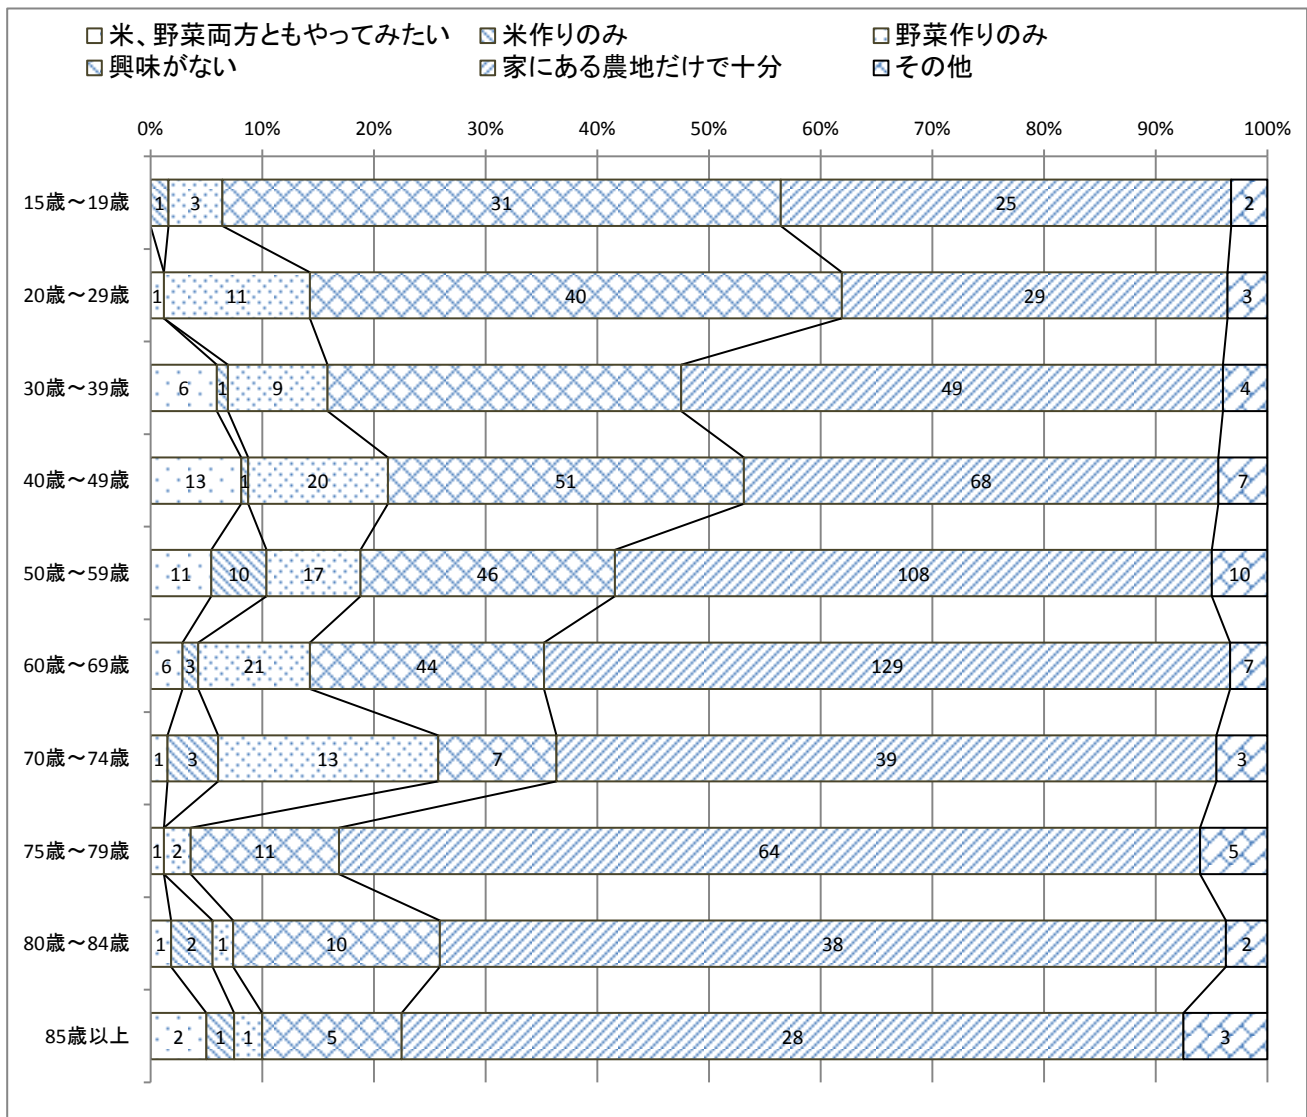 米、野菜両方ともやってみたい 米作りのみ 野菜作りのみ
興味がない 家にある農地だけで十分 その他
0% 10% 20% 30% 40% 50% 60% 70% 80% 90% 100%
15歳～19歳 1 3 31 25 2
20歳～29歳 1 11 40 29 3
30歳～39歳 6 1 9 49 4
40歳～49歳 13 1 20 51 68 7
50歳～59歳 11 10 17 46 108 10
60歳～69歳 6 3 21 44 129 7
70歳～74歳 1 3 13 7 39 3
75歳～79歳 1 2 11 64 5
80歳～84歳 1 2 1 10 38 2
85歳以上 2 1 1 5 28 3